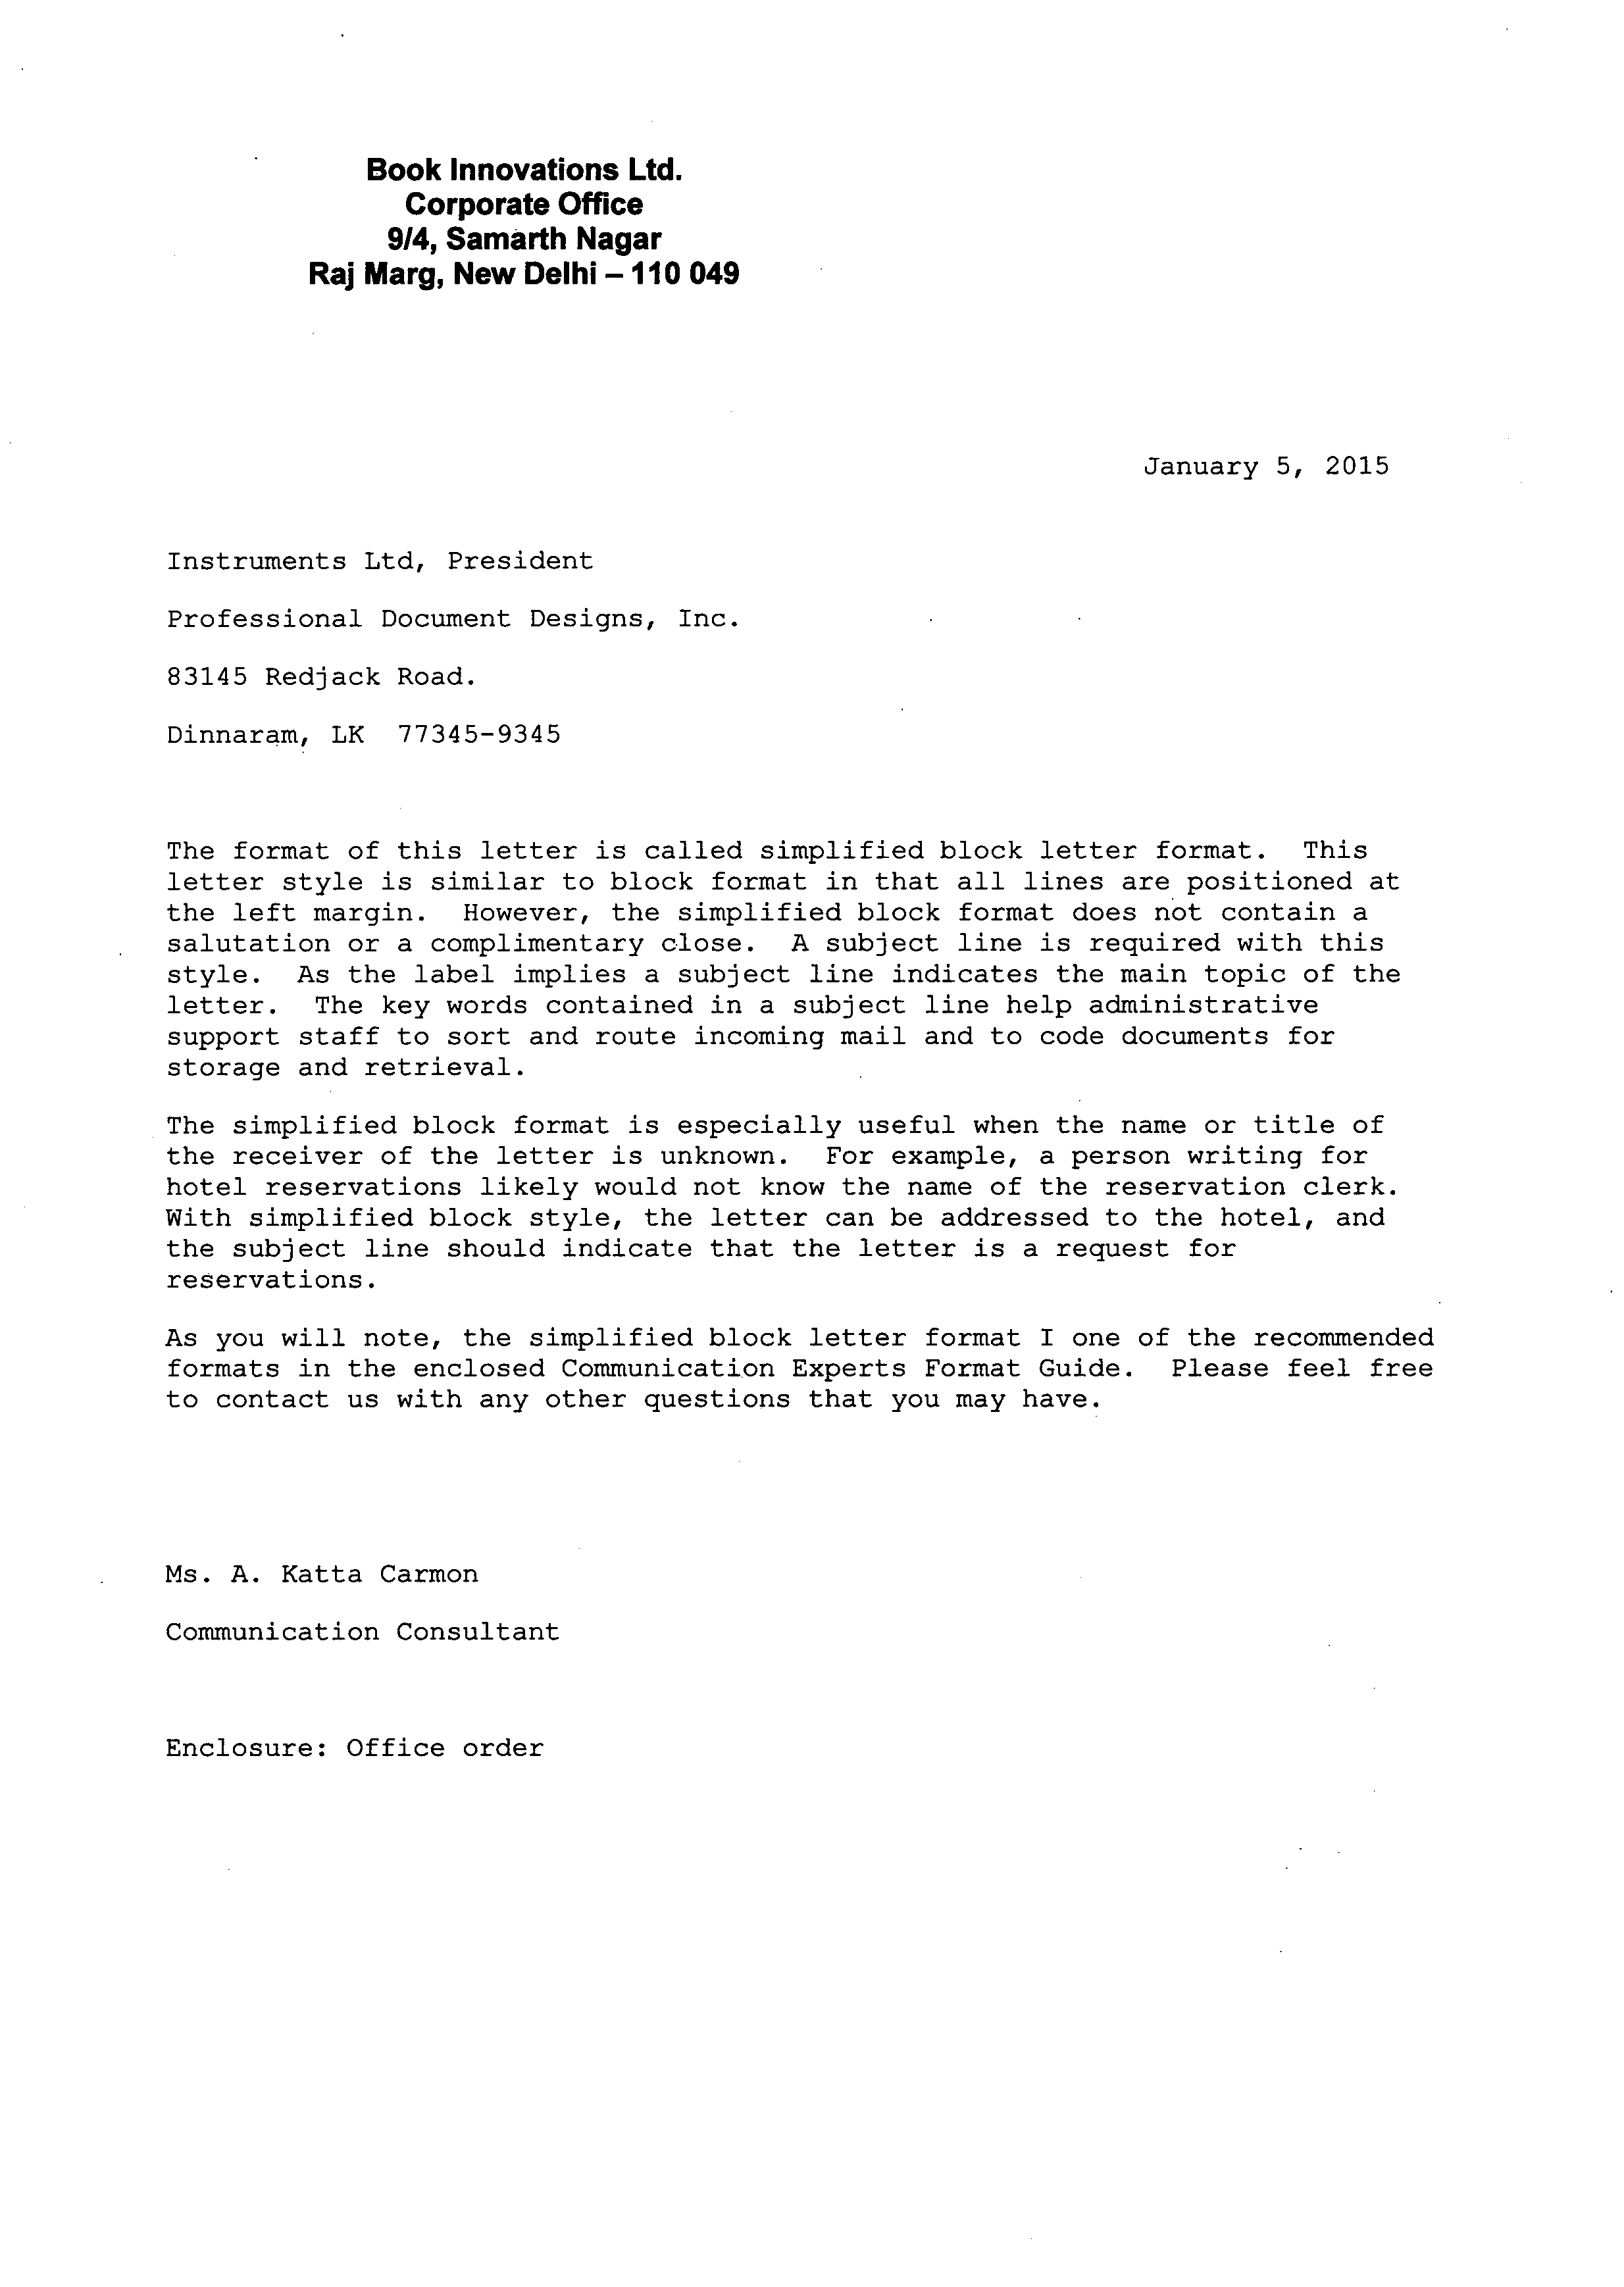 Book Innovations Ltd.
Corporate Office
9/4, Samarth Nagar
Raj Marg, New Delhi – 110 049
January 5, 2015
Instruments Ltd, President
Professional Document Designs, Inc.
83145 Redjack Road.
Dinnaram, LK  77345-9345
The format of this letter is called simplified block letter format.  This
letter style is similar to block format in that all lines are positioned at
the left margin.  However, the simplified block format does not contain a
salutation or a complimentary close.  A subject line is required with this
style.  As the label implies a subject line indicates the main topic of the
letter.  The key words contained in a subject line help administrative
support staff to sort and route incoming mail and to code documents for
storage and retrieval.
The simplified block format is especially useful when the name or title of
the receiver of the letter is unknown.  For example, a person writing for
hotel reservations likely would not know the name of the reservation clerk.
With simplified block style, the letter can be addressed to the hotel, and
the subject line should indicate that the letter is a request for
reservations.
As you will note, the simplified block letter format I one of the recommended
formats in the enclosed Communication Experts Format Guide.  Please feel free
to contact us with any other questions that you may have.
Ms. A. Katta Carmon
Communication Consultant
Enclosure: Office order